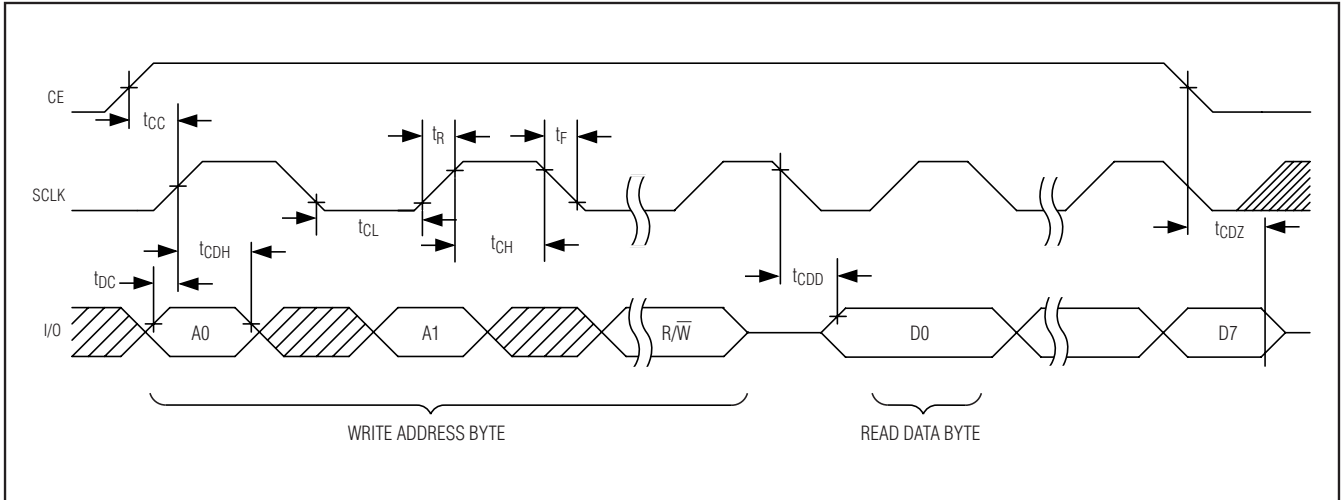 CE
tCC
tR
tF
SCLK
tCL
tCH
tCDZ
tCDH
tDC
tCDD
I/O
A0
A1
R/W̅
D0
D7
WRITE ADDRESS BYTE
READ DATA BYTE